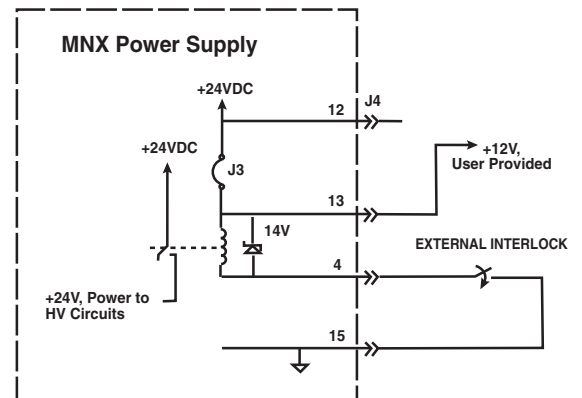 MNX Power Supply
+24VDC
12
J4
+24VDC
J3
+12V,
User Provided
13
14V
EXTERNAL INTERLOCK
4
+24V, Power to
HV Circuits
15